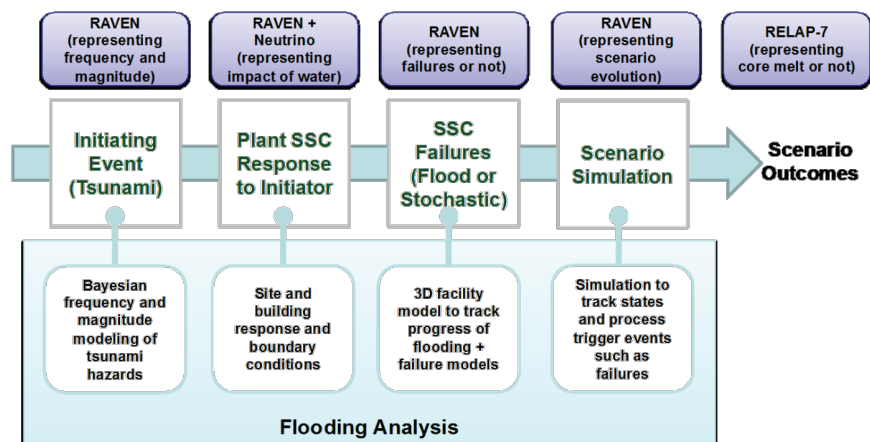 RAVEN
(representing
frequency and
magnitude)
RAVEN +
Neutrino
(representing
impact of water)
RAVEN
(representing
failures or not)
RAVEN
(representing
scenario
evolution)
RELAP-7
(representing
core melt or not)
Initiating
Event
(Tsunami)
Plant SSC
Response
to Initiator
SSC
Failures
(Flood or
Stochastic)
Scenario
Simulation
Scenario
Outcomes
Bayesian
frequency and
magnitude
modeling of
tsunami
hazards
Site and
building
response and
boundary
conditions
3D facility
model to track
progress of
flooding +
failure models
Simulation to
track states
and process
trigger events
such as
failures
Flooding Analysis